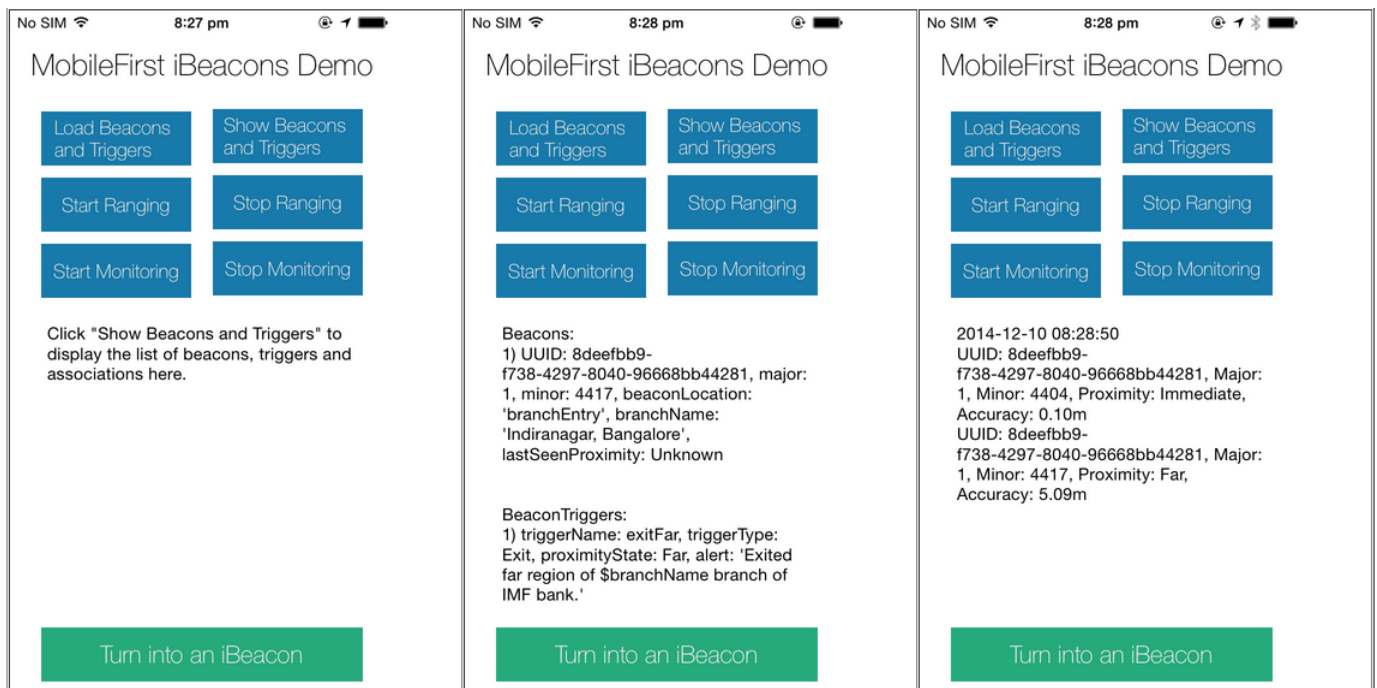 No SIM 8:27 pm
MobileFirst iBeacons Demo
Load Beacons
and Triggers
Show Beacons
and Triggers
Start Ranging
Stop Ranging
Start Monitoring
Stop Monitoring
Click "Show Beacons and Triggers" to
display the list of beacons, triggers and
associations here.
Turn into an iBeacon
No SIM 8:28 pm
MobileFirst iBeacons Demo
Load Beacons
and Triggers
Show Beacons
and Triggers
Start Ranging
Stop Ranging
Start Monitoring
Stop Monitoring
Beacons:
1) UUID: 8deefbb9-
f738-4297-8040-96668bb44281, major:
1, minor: 4417, beaconLocation:
'branchEntry', branchName:
'Indiranagar, Bangalore',
lastSeenProximity: Unknown
BeaconTriggers:
1) triggerName: exitFar, triggerType:
Exit, proximityState: Far, alert: 'Exited
far region of $branchName branch of
IMF bank.'
Turn into an iBeacon
No SIM 8:28 pm
MobileFirst iBeacons Demo
Load Beacons
and Triggers
Show Beacons
and Triggers
Start Ranging
Stop Ranging
Start Monitoring
Stop Monitoring
2014-12-10 08:28:50
UUID: 8deefbb9-
f738-4297-8040-96668bb44281, Major:
1, Minor: 4404, Proximity: Immediate,
Accuracy: 0.10m
UUID: 8deefbb9-
f738-4297-8040-96668bb44281, Major:
1, Minor: 4417, Proximity: Far,
Accuracy: 5.09m
Turn into an iBeacon